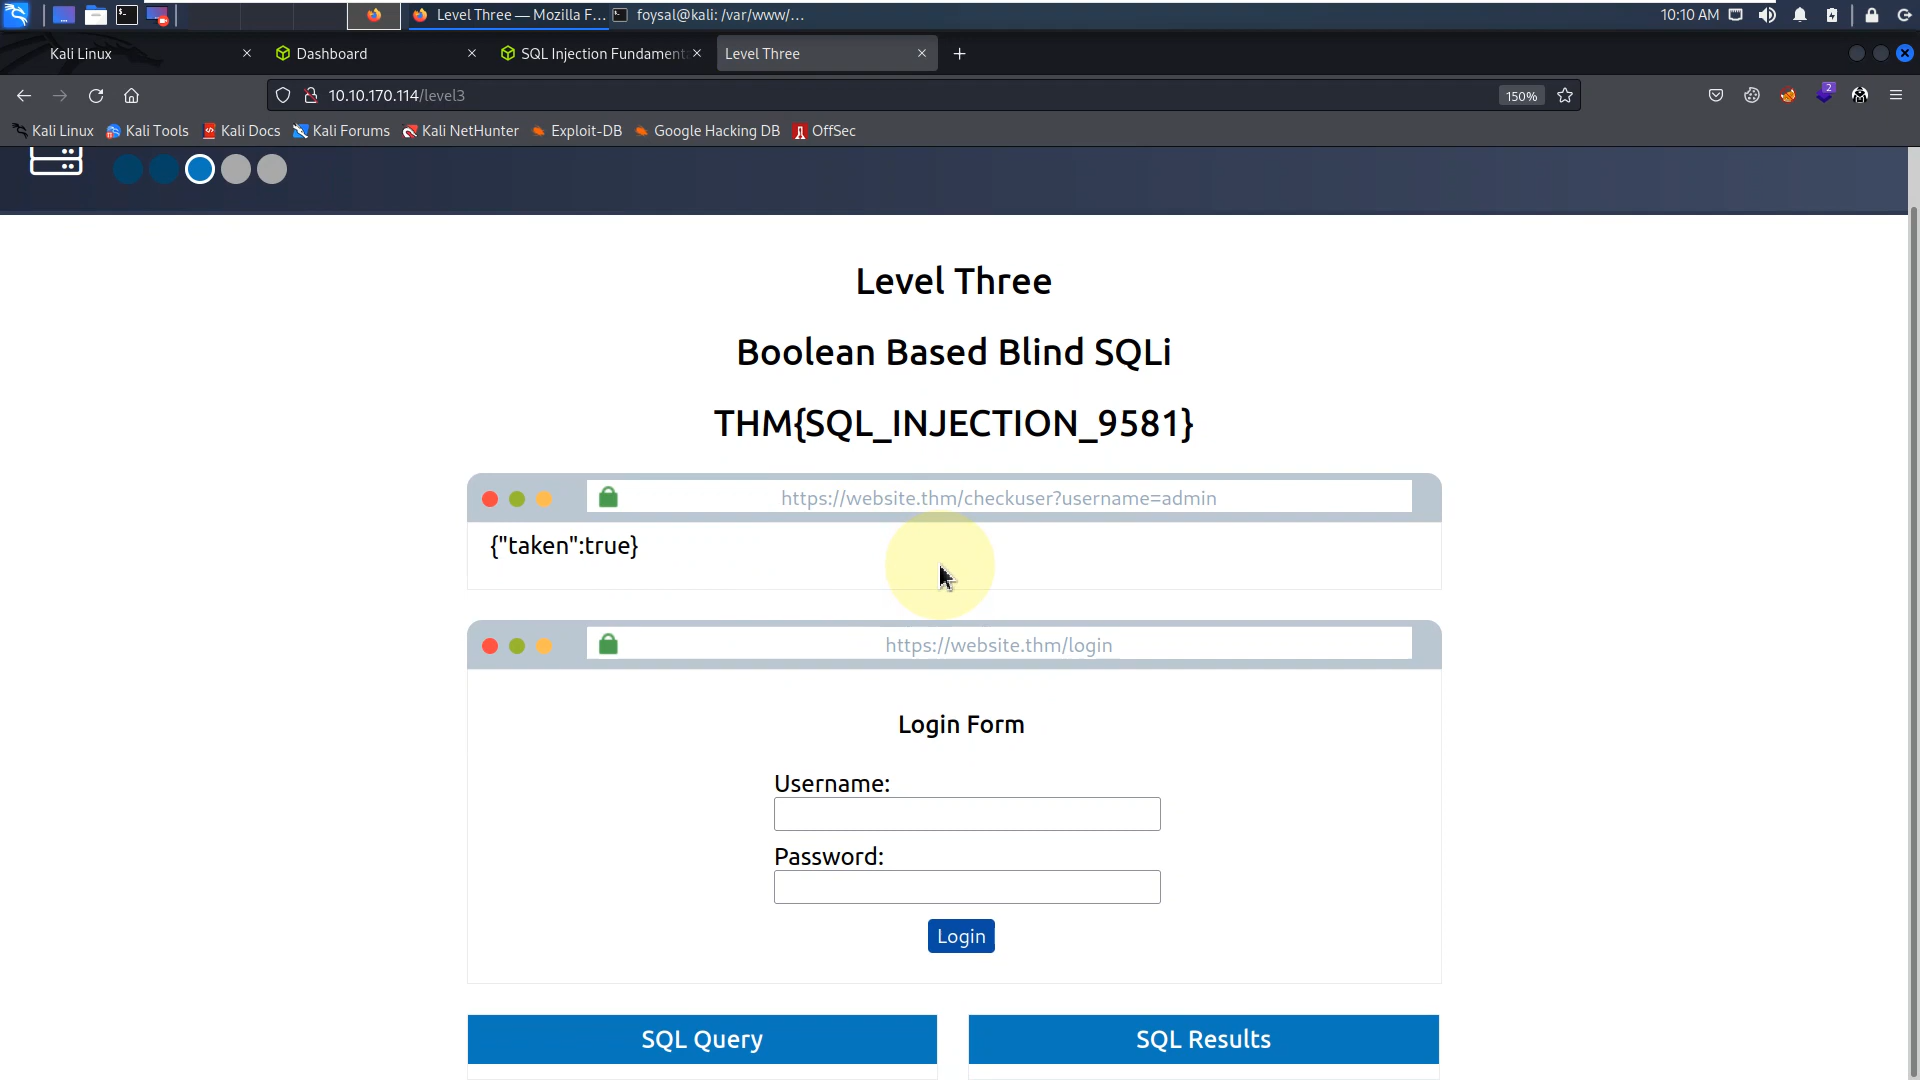 Level Three — Mozilla F...
foysal@kali: /var/www/...
10:10 AM
Kali Linux
Dashboard
SQL Injection Fundament
Level Three
10.10.170.114/level3
150%
2
Kali Linux
Kali Tools
Kali Docs
Kali Forums
Kali NetHunter
Exploit-DB
Google Hacking DB
OffSec
Level Three
Boolean Based Blind SQLi
THM{SQL_INJECTION_9581}
https://website.thm/checkuser?username=admin
{"taken":true}
https://website.thm/login
Login Form
Username:
Password:
Login
SQL Query
SQL Results